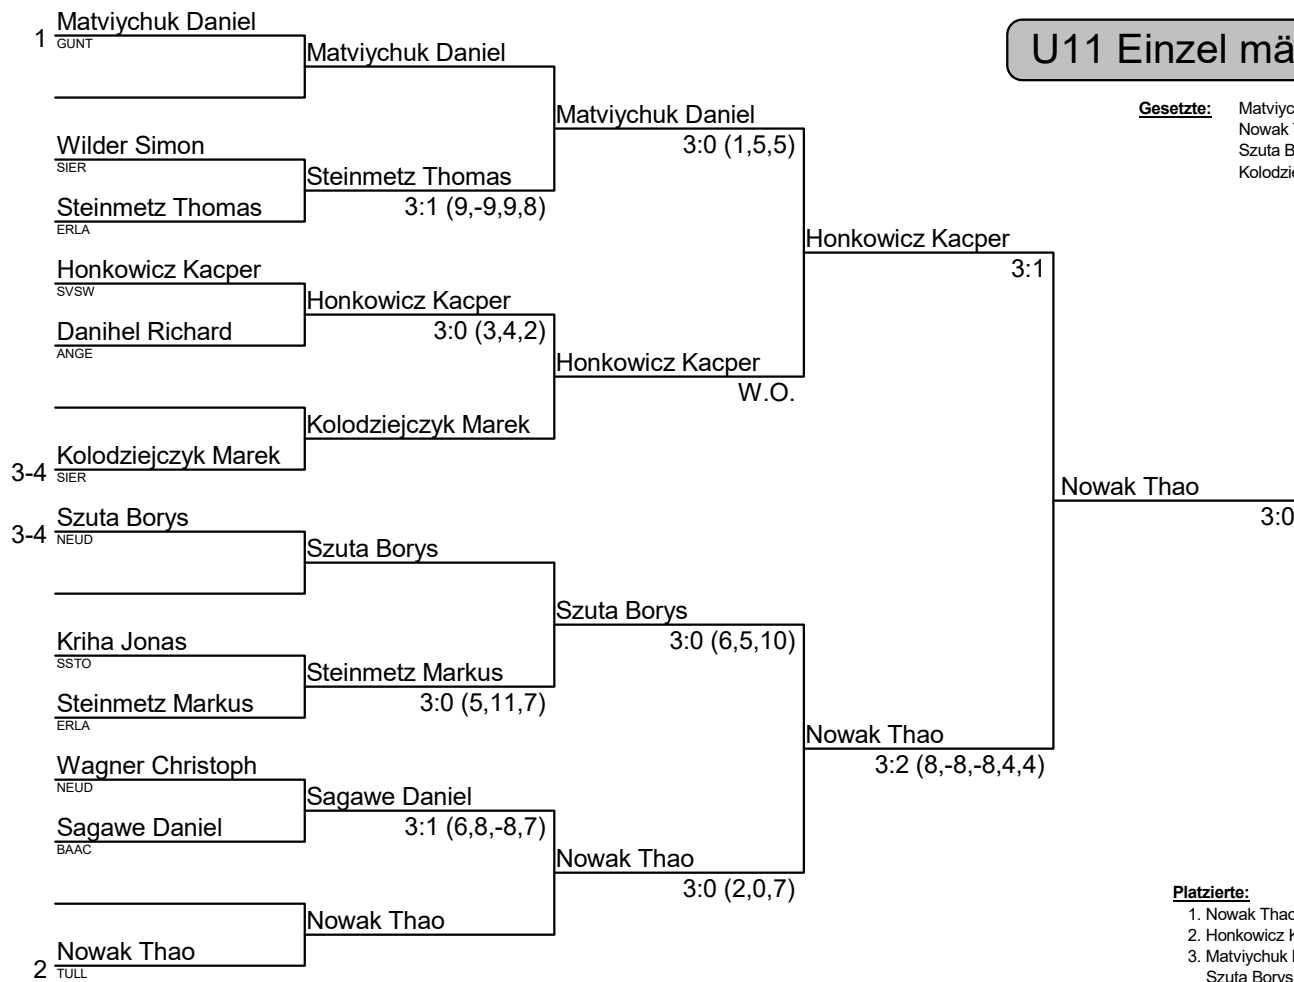 U11 Einzel mä
Gesetzte: Matviyc
Nowak
Szuta B
Kolodzie
1 Matviychuk Daniel
GUNT
Wilder Simon
SIER
Steinmetz Thomas
ERLA
Honkowicz Kacper
SVSW
Danihel Richard
ANGE
3-4 Kolodziejczyk Marek
SIER
3-4 Szuta Borys
NEUD
Kriha Jonas
SSTO
Steinmetz Markus
ERLA
Wagner Christoph
NEUD
Sagawe Daniel
BAAC
2 Nowak Thao
TULL
Matviychuk Daniel
Steinmetz Thomas
3:1 (9,-9,9,8)
Honkowicz Kacper
3:0 (3,4,2)
Kolodziejczyk Marek
Szuta Borys
Steinmetz Markus
3:0 (5,11,7)
Sagawe Daniel
3:1 (6,8,-8,7)
Nowak Thao
Matviychuk Daniel
3:0 (1,5,5)
Honkowicz Kacper
W.O.
Szuta Borys
3:0 (6,5,10)
Nowak Thao
3:0 (2,0,7)
Honkowicz Kacper
3:1
Nowak Thao
3:2 (8,-8,-8,4,4)
Nowak Thao
3:0
Platzierte:
1. Nowak Thao
2. Honkowicz K
3. Matviychuk
Szuta Borys